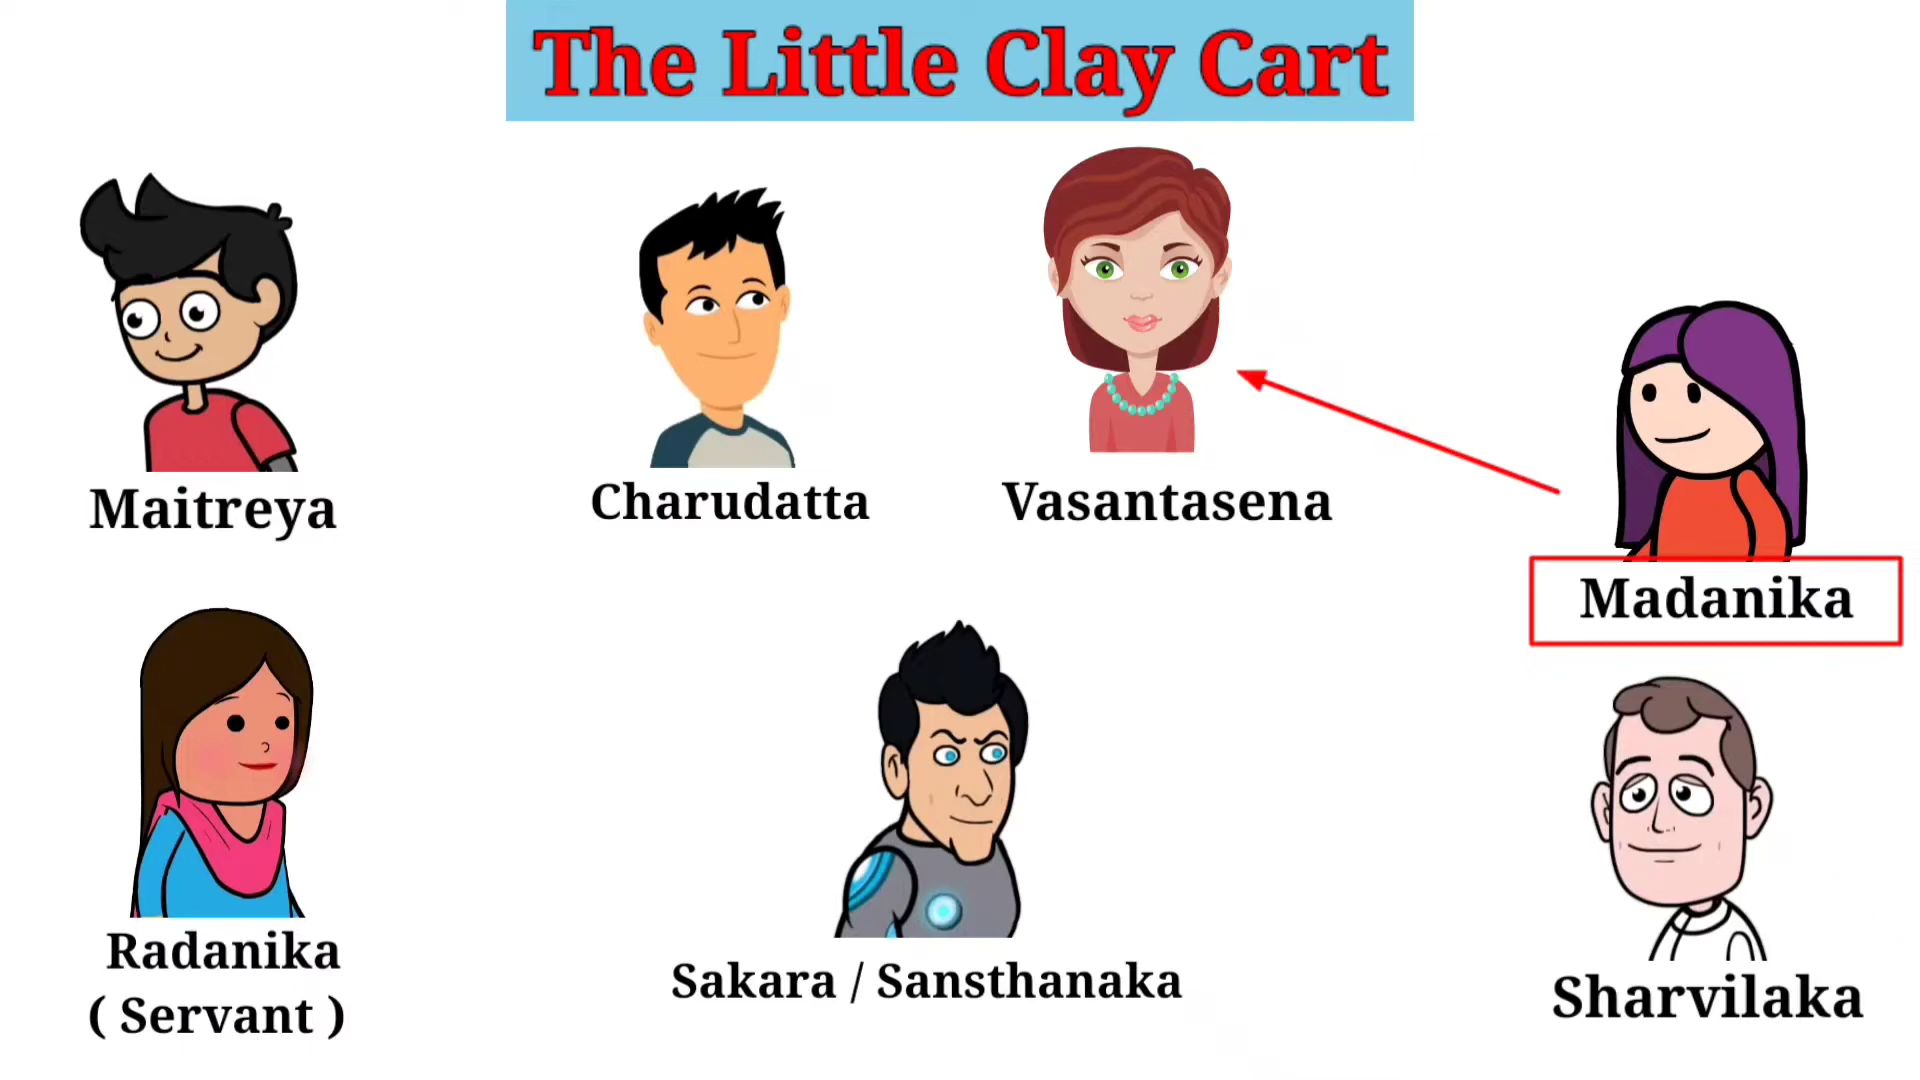 The Little Clay Cart
Maitreya
Charudatta
Vasantasena
Madanika
Radanika
( Servant )
Sakara / Sansthanaka
Sharvilaka